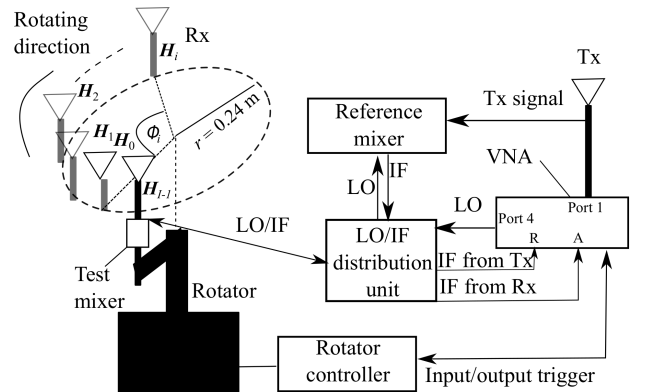 Rotating
direction
Rx
H_i
H_2
H_1 H_0
ϕ_i
r = 0.24 m
H_{I-1}
Test
mixer
Rotator
LO/IF
Reference
mixer
LO
IF
LO/IF
distribution
unit
Tx
Tx signal
VNA
LO
Port 4
Port 1
R
A
IF from Tx
IF from Rx
Rotator
controller
Input/output trigger